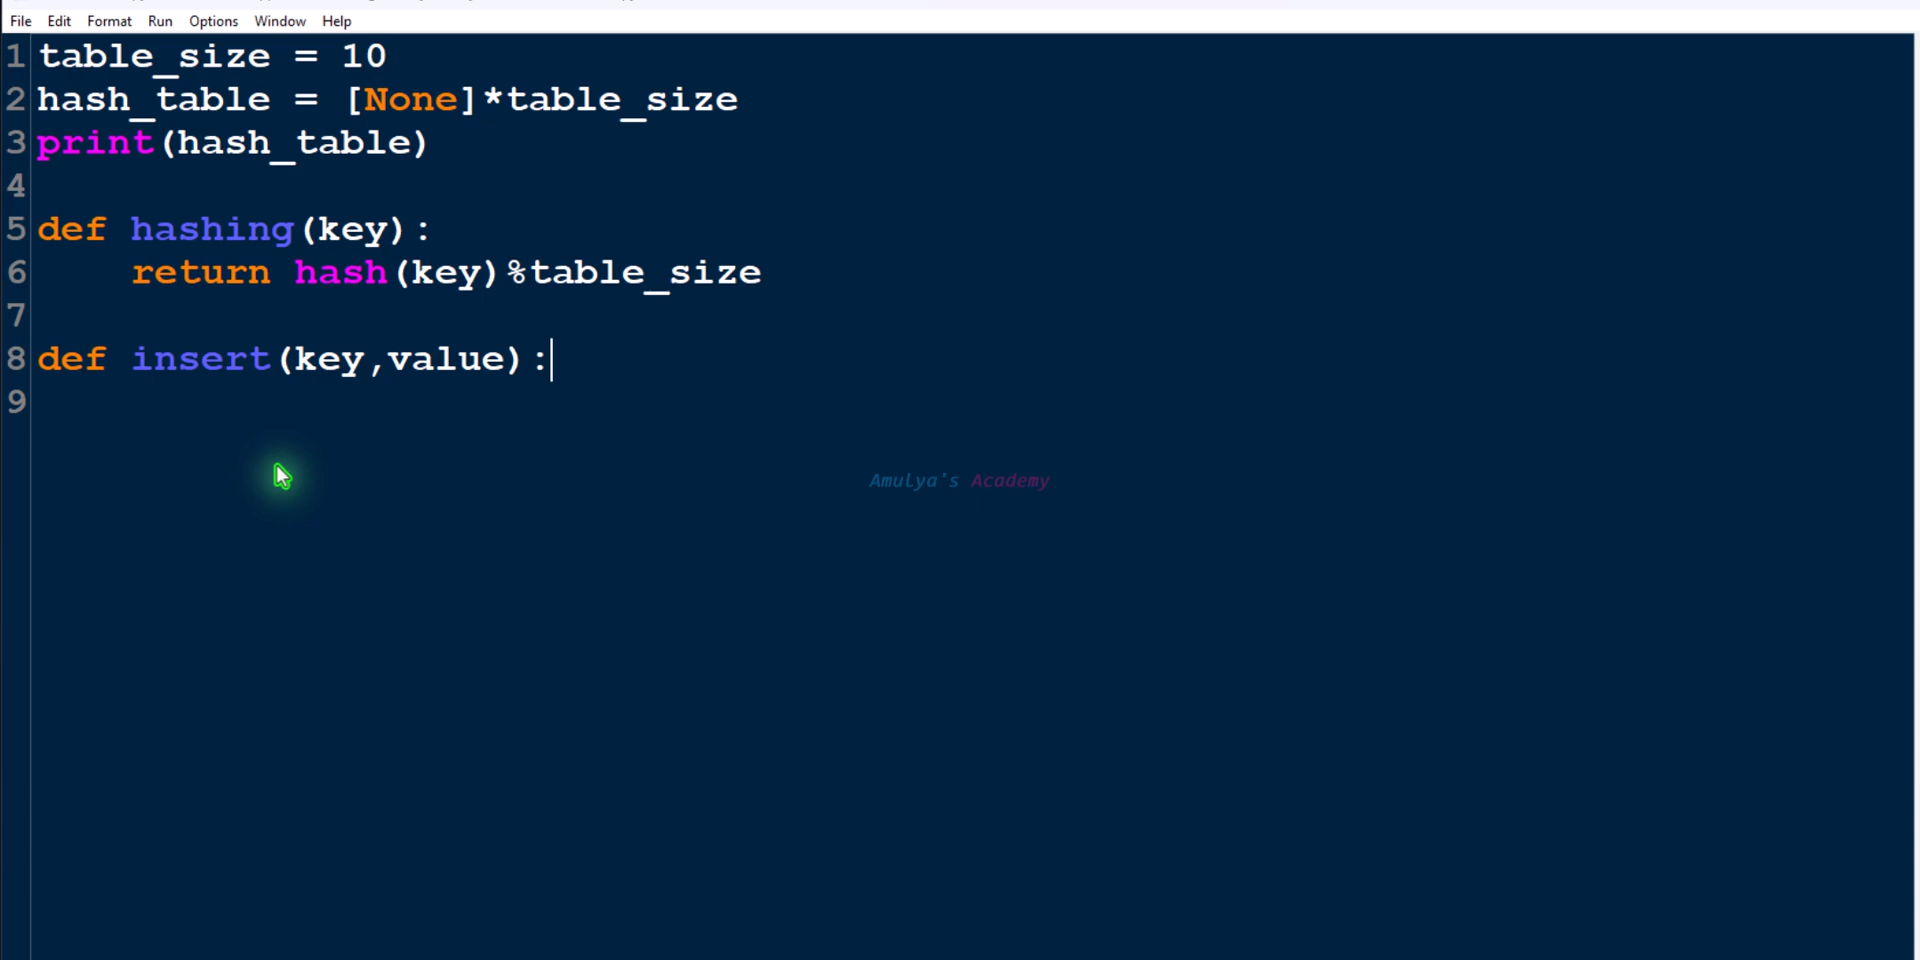 File Edit Format Run Options Window Help
1 table_size = 10
2 hash_table = [None]*table_size
3 print(hash_table)
4
5 def hashing(key):
6     return hash(key)%table_size
7
8 def insert(key,value):
9
Amulya's Academy